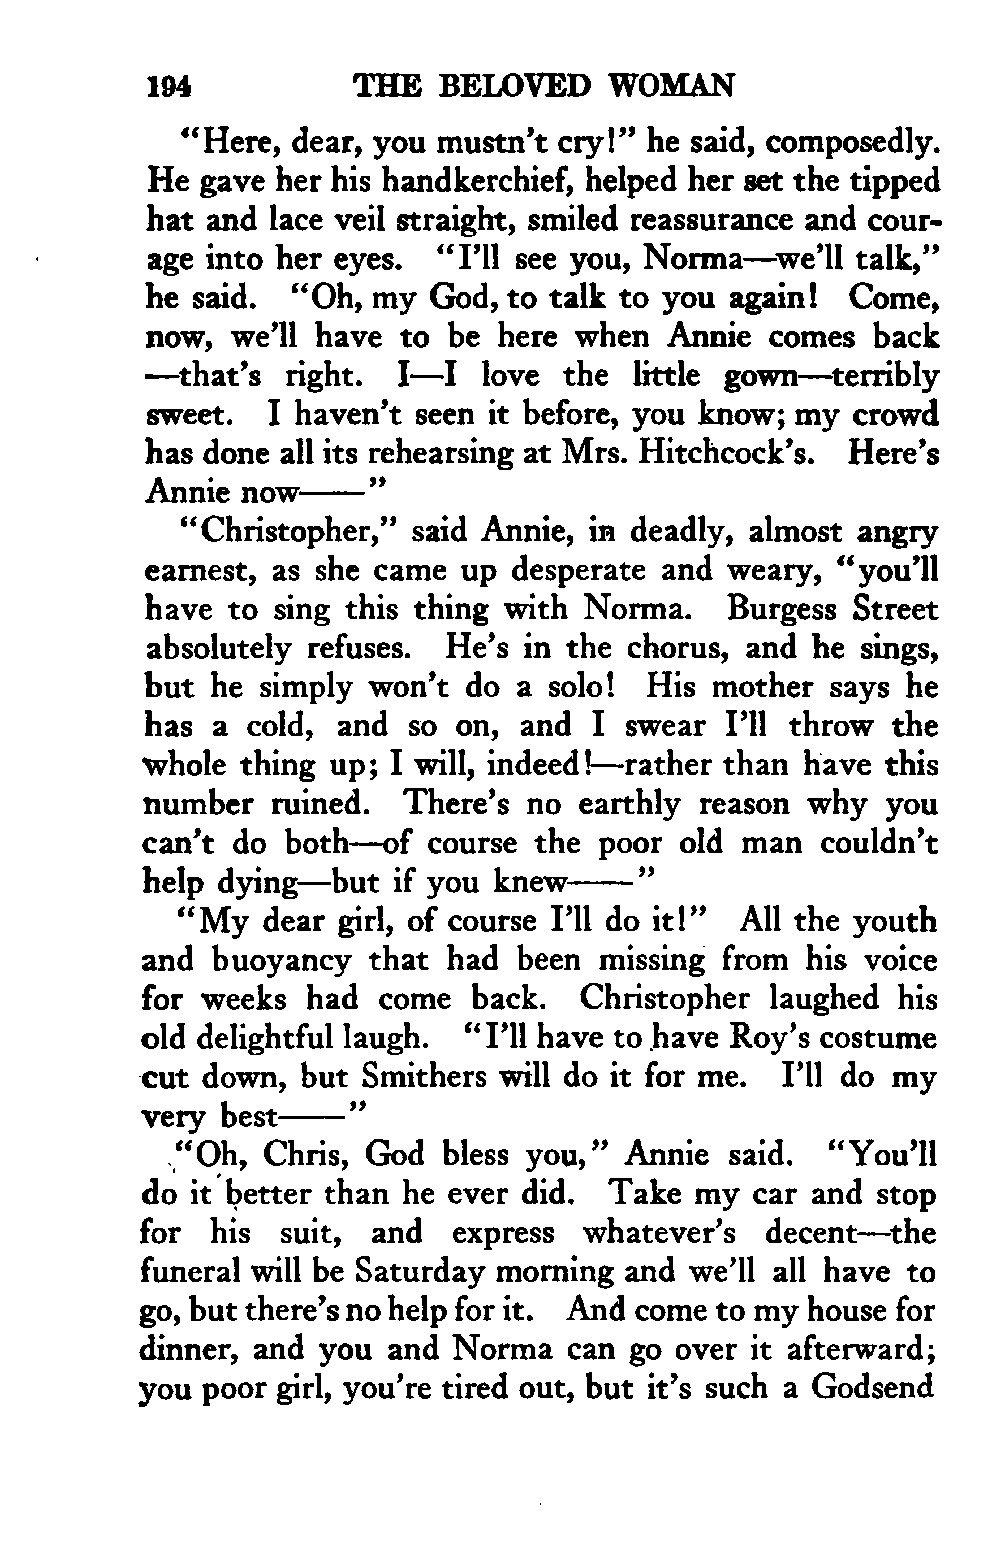 194 THE BELOVED WOMAN
“Here, dear, you mustn’t cry!” he said, composedly.
He gave her his handkerchief, helped her set the tipped
hat and lace veil straight, smiled reassurance and cour-
age into her eyes. “I’ll see you, Norma—we’ll talk,”
he said. “Oh, my God, to talk to you again! Come,
now, we’ll have to be here when Annie comes back
—that’s right. I—I love the little gown—terribly
sweet. I haven’t seen it before, you know; my crowd
has done all its rehearsing at Mrs. Hitchcock’s. Here’s
Annie now——”
“Christopher,” said Annie, in deadly, almost angry
earnest, as she came up desperate and weary, “you’ll
have to sing this thing with Norma. Burgess Street
absolutely refuses. He’s in the chorus, and he sings,
but he simply won’t do a solo! His mother says he
has a cold, and so on, and I swear I’ll throw the
whole thing up; I will, indeed!—rather than have this
number ruined. There’s no earthly reason why you
can’t do both—of course the poor old man couldn’t
help dying—but if you knew——”
“My dear girl, of course I’ll do it!” All the youth
and buoyancy that had been missing from his voice
for weeks had come back. Christopher laughed his
old delightful laugh. “I’ll have to have Roy’s costume
cut down, but Smithers will do it for me. I’ll do my
very best——”
“Oh, Chris, God bless you,” Annie said. “You’ll
do it better than he ever did. Take my car and stop
for his suit, and express whatever’s decent—the
funeral will be Saturday morning and we’ll all have to
go, but there’s no help for it. And come to my house for
dinner, and you and Norma can go over it afterward;
you poor girl, you’re tired out, but it’s such a Godsend